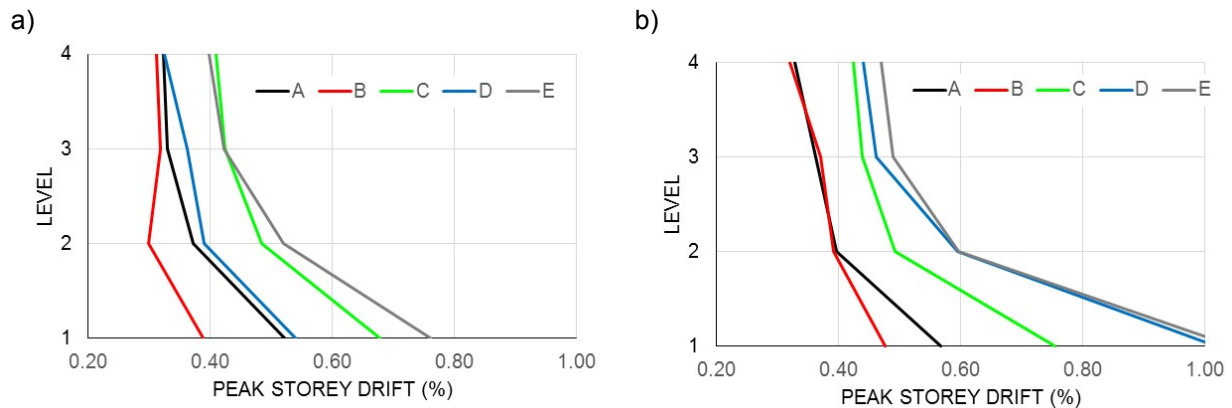 a)
4
3
2
1
LEVEL
A B C D E
0.20 0.40 0.60 0.80 1.00
PEAK STOREY DRIFT (%)
b)
4
3
2
1
LEVEL
A B C D E
0.20 0.40 0.60 0.80 1.00
PEAK STOREY DRIFT (%)